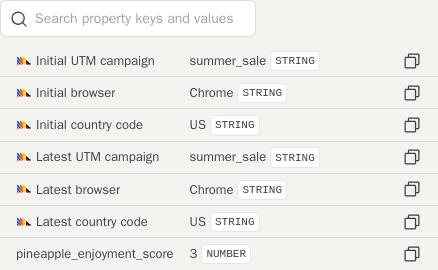 Search property keys and values
Initial UTM campaign summer_sale STRING
Initial browser Chrome STRING
Initial country code US STRING
Latest UTM campaign summer_sale STRING
Latest browser Chrome STRING
Latest country code US STRING
pineapple_enjoyment_score 3 NUMBER